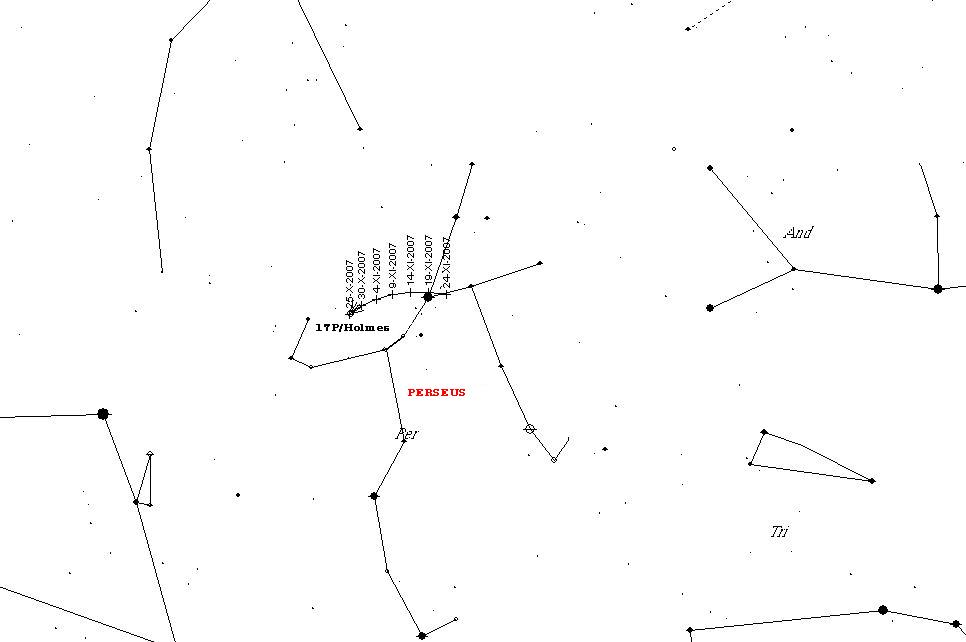 And
25-X-2007
30-X-2007
4-XI-2007
9-XI-2007
14-XI-2007
19-XI-2007
24-XI-2007
17P/Holmes
PERSEUS
Per
Tri